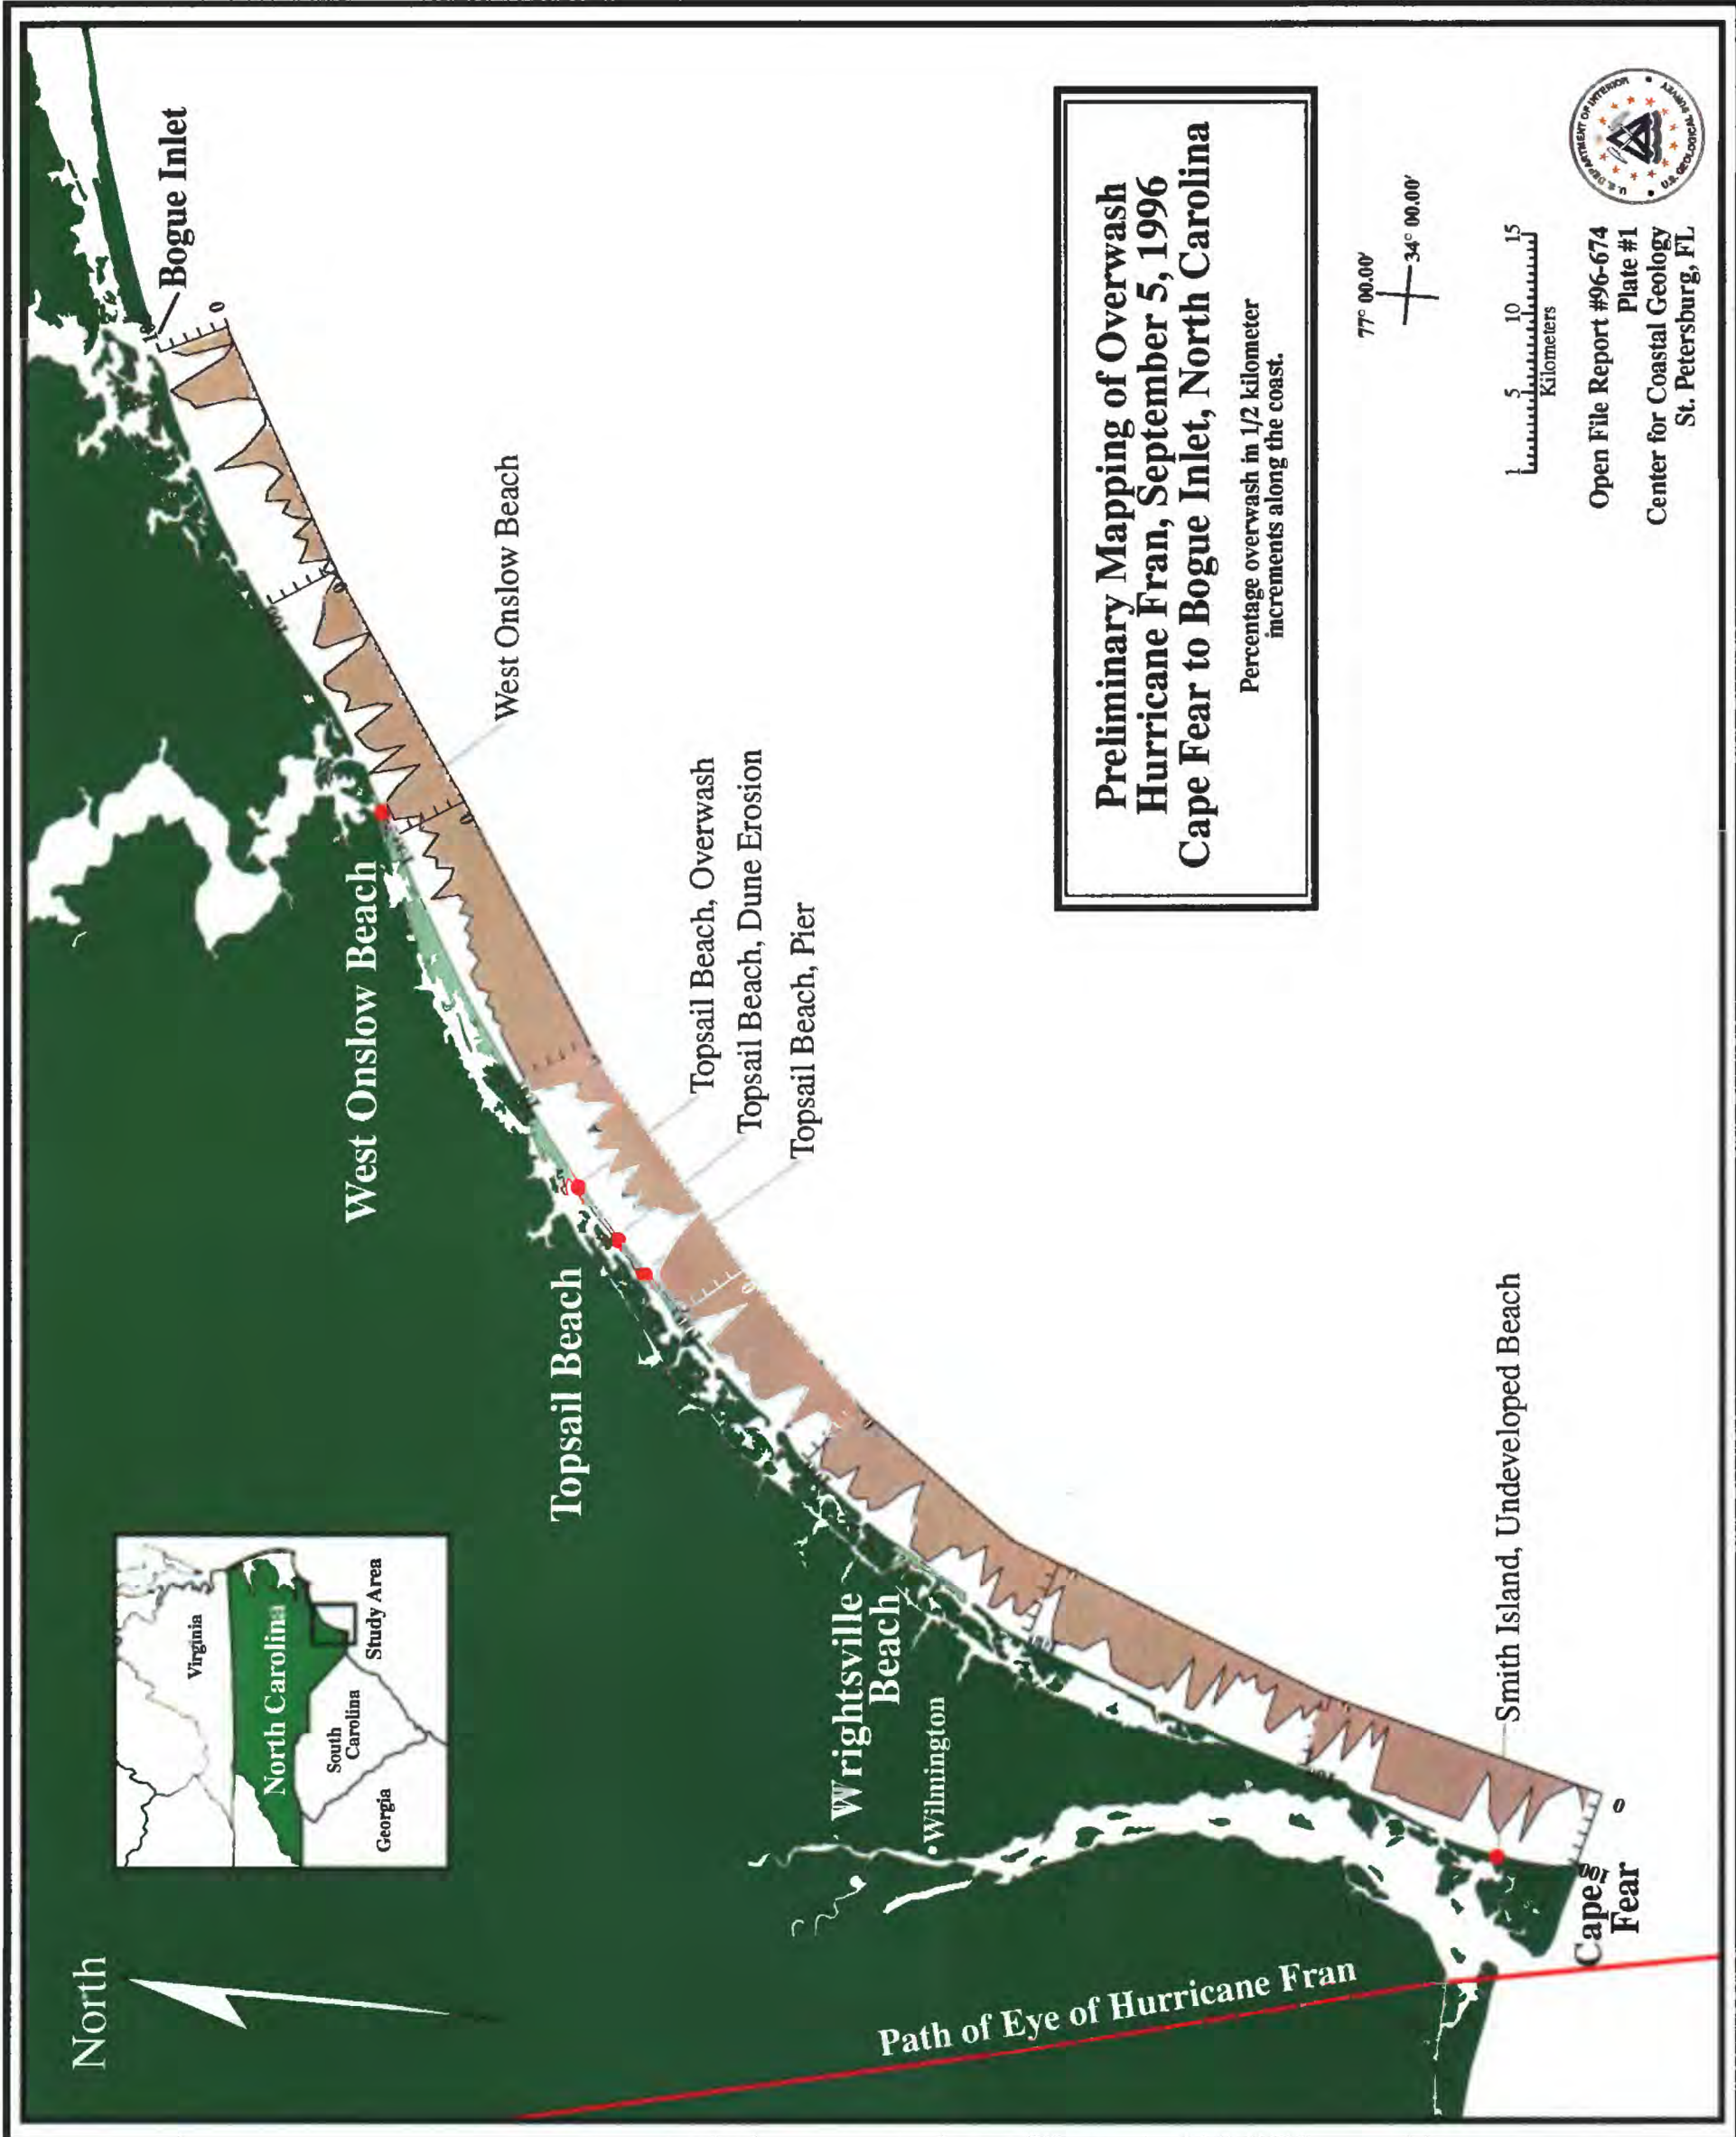 North
Virginia
North Carolina
South
Carolina
Georgia
Study Area
West Onslow Beach
Topsail Beach
Wrightsville
Beach
Wilmington
Path of Eye of Hurricane Fran
Cape
Fear
100
0
Bogue Inlet
0
West Onslow Beach
Topsail Beach, Overwash
Topsail Beach, Dune Erosion
Topsail Beach, Pier
Smith Island, Undeveloped Beach
Preliminary Mapping of Overwash
Hurricane Fran, September 5, 1996
Cape Fear to Bogue Inlet, North Carolina
Percentage overwash in 1/2 kilometer
increments along the coast.
77° 00.00'
34° 00.00'
1 5 10 15
Kilometers
Open File Report #96-674
Plate #1
Center for Coastal Geology
St. Petersburg, FL
U.S. DEPARTMENT OF INTERIOR
U.S. GEOLOGICAL SURVEY